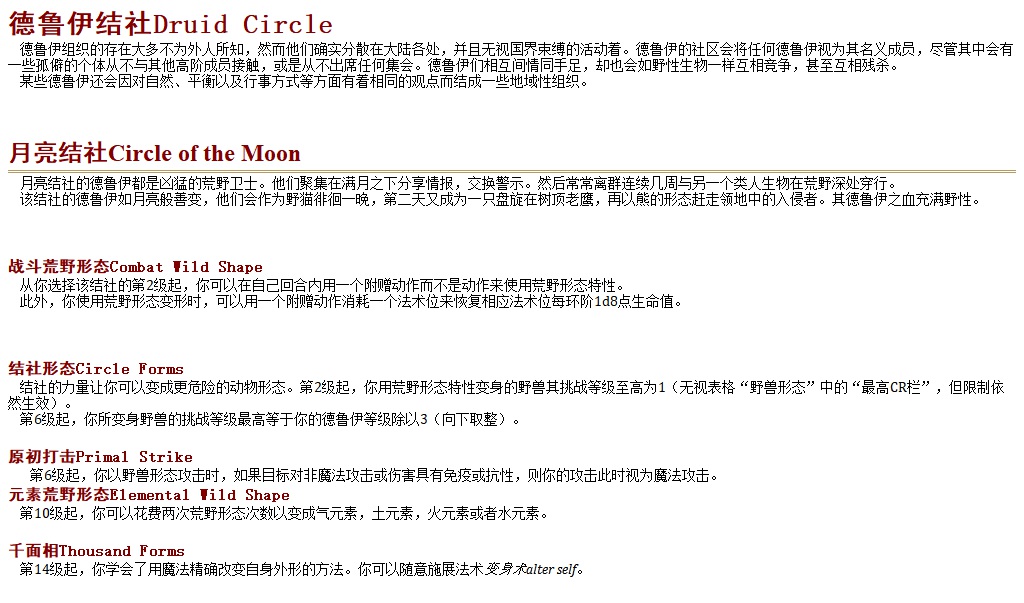 德鲁伊结社Druid Circle
德鲁伊组织的存在大多不为外人所知，然而他们确实分散在大陆各处，并且无视国界束缚的活动着。德鲁伊的社区会将任何德鲁伊视为其名义成员，尽管其中会有
一些孤僻的个体从不与其他高阶成员接触，或是从不出席任何集会。德鲁伊们相互间情同手足，却也会如野性生物一样互相竞争，甚至互相残杀。
某些德鲁伊还会因对自然、平衡以及行事方式等方面有着相同的观点而结成一些地域性组织。
月亮结社Circle of the Moon
月亮结社的德鲁伊都是凶猛的荒野卫士。他们聚集在满月之下分享情报，交换警示。然后常常离群连续几周与另一个类人生物在荒野深处穿行。
该结社的德鲁伊如月亮般善变，他们会作为野猫徘徊一晚，第二天又成为一只盘旋在树顶老鹰，再以熊的形态赶走领地中的入侵者。其德鲁伊之血充满野性。
战斗荒野形态Combat Wild Shape
从你选择该结社的第2级起，你可以在自己回合内用一个附赠动作而不是动作来使用荒野形态特性。
此外，你使用荒野形态变形时，可以用一个附赠动作消耗一个法术位来恢复相应法术位每环阶1d8点生命值。
结社形态Circle Forms
结社的力量让你可以变成更危险的动物形态。第2级起，你用荒野形态特性变身的野兽其挑战等级至高为1（无视表格“野兽形态”中的“最高CR栏”，但限制依
然生效）。
第6级起，你所变身野兽的挑战等级最高等于你的德鲁伊等级除以3（向下取整）。
原初打击Primal Strike
第6级起，你以野兽形态攻击时，如果目标对非魔法攻击或伤害具有免疫或抗性，则你的攻击此时视为魔法攻击。
元素荒野形态Elemental Wild Shape
第10级起，你可以花费两次荒野形态次数以变成气元素，土元素，火元素或者水元素。
千面相Thousand Forms
第14级起，你学会了用魔法精确改变自身外形的方法。你可以随意施展法术变身术alter self。